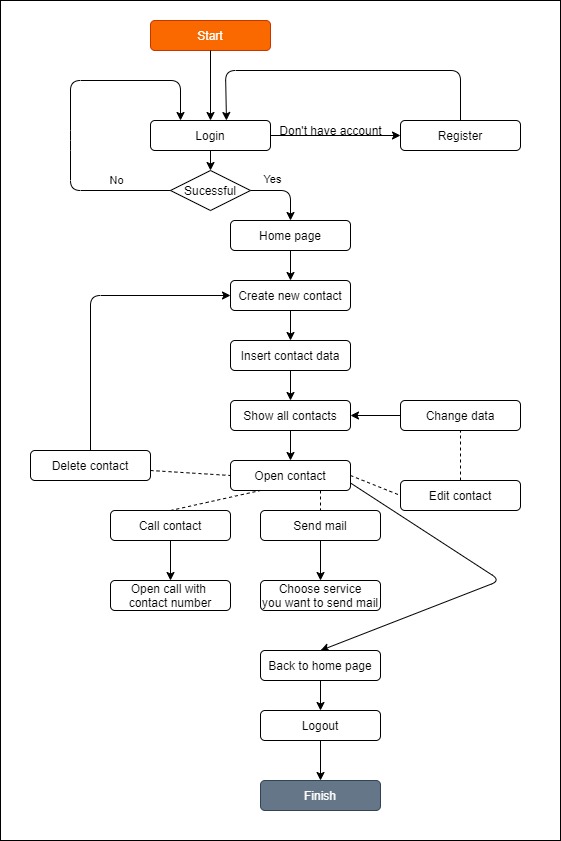 Start
Login
Don't have account
Register
No
Sucessful
Yes
Home page
Create new contact
Insert contact data
Show all contacts
Change data
Delete contact
Open contact
Edit contact
Call contact
Send mail
Open call with
contact number
Choose service
you want to send mail
Back to home page
Logout
Finish